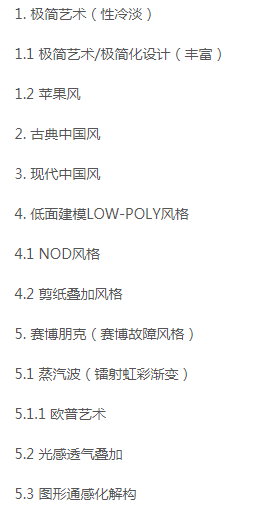 1. 极简艺术（性冷淡）
1.1 极简艺术/极简化设计（丰富）
1.2 苹果风
2. 古典中国风
3. 现代中国风
4. 低面建模LOW-POLY风格
4.1 NOD风格
4.2 剪纸叠加风格
5. 赛博朋克（赛博故障风格）
5.1 蒸汽波（镭射虹彩渐变）
5.1.1 欧普艺术
5.2 光感透气叠加
5.3 图形通感化解构